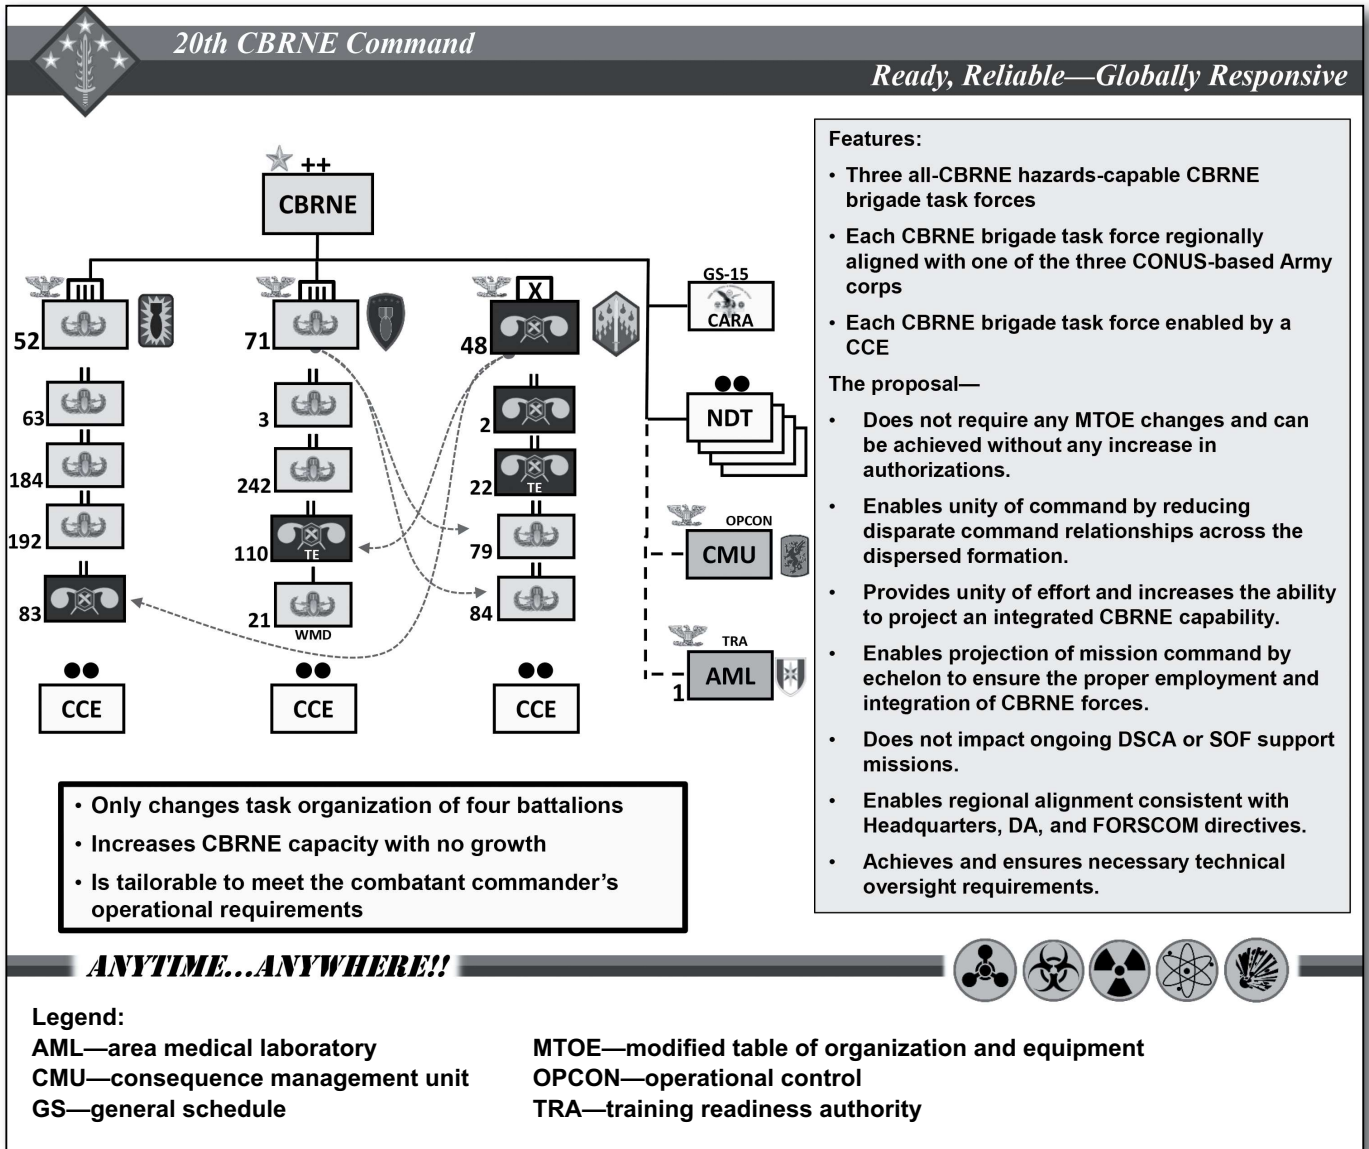 20th CBRNE Command
Ready, Reliable—Globally Responsive
++
CBRNE
III
52
63
184
192
83
CCE
III
71
3
242
110
TE
21
WMD
CCE
X
48
2
22
TE
79
84
CCE
GS-15
CARA
NDT
OPCON
CMU
TRA
1
AML
Features:
• Three all-CBRNE hazards-capable CBRNE
brigade task forces
• Each CBRNE brigade task force regionally
aligned with one of the three CONUS-based Army
corps
• Each CBRNE brigade task force enabled by a
CCE
The proposal—
• Does not require any MTOE changes and can
be achieved without any increase in
authorizations.
• Enables unity of command by reducing
disparate command relationships across the
dispersed formation.
• Provides unity of effort and increases the ability
to project an integrated CBRNE capability.
• Enables projection of mission command by
echelon to ensure the proper employment and
integration of CBRNE forces.
• Does not impact ongoing DSCA or SOF support
missions.
• Enables regional alignment consistent with
Headquarters, DA, and FORSCOM directives.
• Achieves and ensures necessary technical
oversight requirements.
• Only changes task organization of four battalions
• Increases CBRNE capacity with no growth
• Is tailorable to meet the combatant commander's
operational requirements
ANYTIME...ANYWHERE!!
Legend:
AML—area medical laboratory
CMU—consequence management unit
GS—general schedule
MTOE—modified table of organization and equipment
OPCON—operational control
TRA—training readiness authority